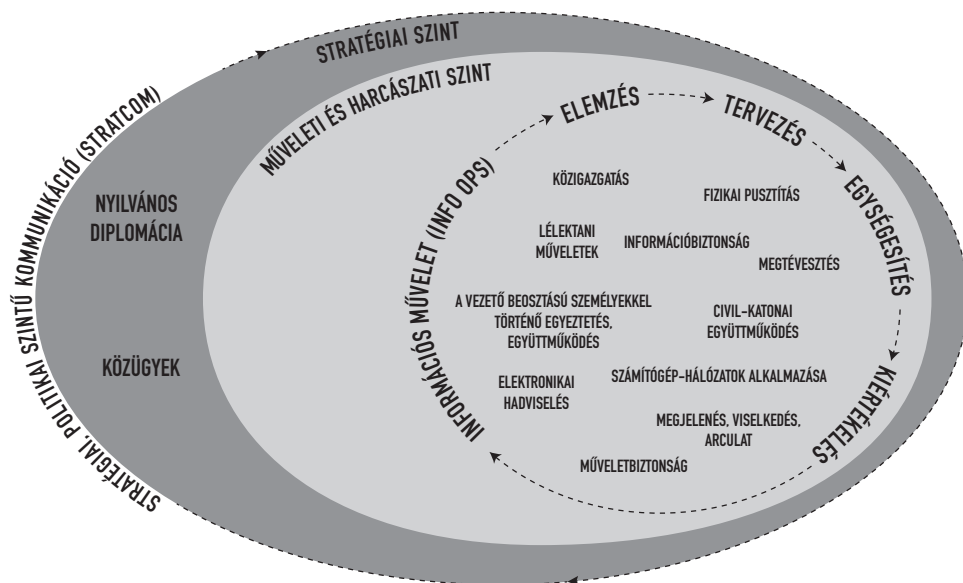 STRATÉGIAI SZINT
MŰVELETI ÉS HARCÁSZATI SZINT
STRATÉGIAI, POLITIKAI SZINTŰ KOMMUNIKÁCIÓ (STRATCOM)
NYILVÁNOS
DIPLOMÁCIA
KÖZÜGYEK
INFORMÁCIÓS MŰVELET (INFO OPS)
ELEMZÉS
TERVEZÉS
EGYSÉGESÍTÉS
KIÉRTÉKELÉS
KÖZIGAZGATÁS
FIZIKAI PUSZTÍTÁS
LÉLEKTANI
MŰVELETEK
INFORMÁCIÓBIZTONSÁG
MEGTÉVESZTÉS
A VEZETŐ BEOSZTÁSÚ SZEMÉLYEKKEL
TÖRTÉNŐ EGYEZTETÉS,
EGYÜTTMŰKÖDÉS
CIVIL-KATONAI
EGYÜTTMŰKÖDÉS
ELEKTRONIKAI
HADVISELÉS
SZÁMÍTÓGÉP-HÁLÓZATOK ALKALMAZÁSA
MEGJELENÉS, VISELKEDÉS,
ARCULAT
MŰVELETBIZTONSÁG